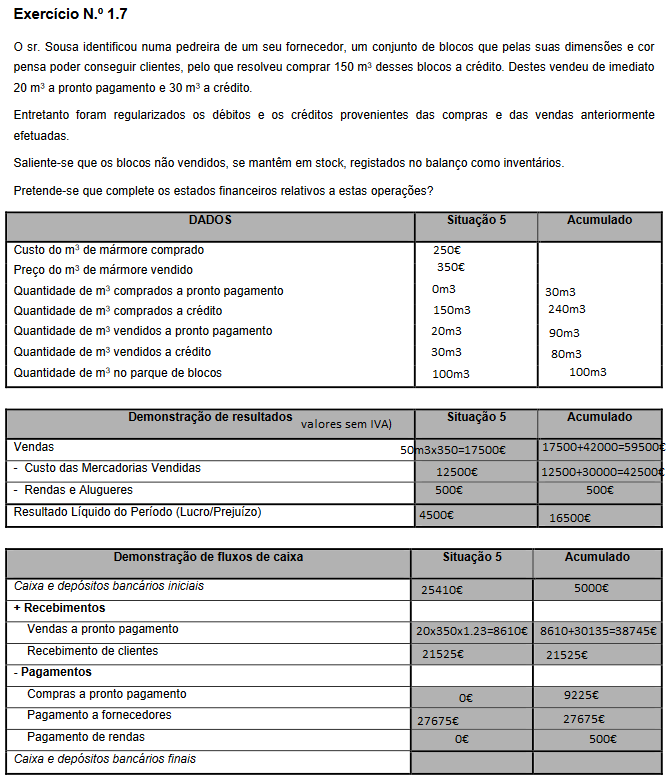 Exercício N.º 1.7
O sr. Sousa identificou numa pedreira de um seu fornecedor, um conjunto de blocos que pelas suas dimensões e cor
pensa poder conseguir clientes, pelo que resolveu comprar 150 m³ desses blocos a crédito. Destes vendeu de imediato
20 m³ a pronto pagamento e 30 m³ a crédito.
Entretanto foram regularizados os débitos e os créditos provenientes das compras e das vendas anteriormente
efetuadas.
Saliente-se que os blocos não vendidos, se mantêm em stock, registados no balanço como inventários.
Pretende-se que complete os estados financeiros relativos a estas operações?
DADOS Situação 5 Acumulado
Custo do m³ de mármore comprado 250€
Preço do m³ de mármore vendido 350€
Quantidade de m³ comprados a pronto pagamento 0m3 30m3
Quantidade de m³ comprados a crédito 150m3 240m3
Quantidade de m³ vendidos a pronto pagamento 20m3 90m3
Quantidade de m³ vendidos a crédito 30m3 80m3
Quantidade de m³ no parque de blocos 100m3 100m3
Demonstração de resultados valores sem IVA) Situação 5 Acumulado
Vendas 50m3x350=17500€ 17500+42000=59500€
- Custo das Mercadorias Vendidas 12500€ 12500+30000=42500€
- Rendas e Alugueres 500€ 500€
Resultado Líquido do Período (Lucro/Prejuízo) 4500€ 16500€
Demonstração de fluxos de caixa Situação 5 Acumulado
Caixa e depósitos bancários iniciais 25410€ 5000€
+ Recebimentos
Vendas a pronto pagamento 20x350x1.23=8610€ 8610+30135=38745€
Recebimento de clientes 21525€ 21525€
- Pagamentos
Compras a pronto pagamento 0€ 9225€
Pagamento a fornecedores 27675€ 27675€
Pagamento de rendas 0€ 500€
Caixa e depósitos bancários finais